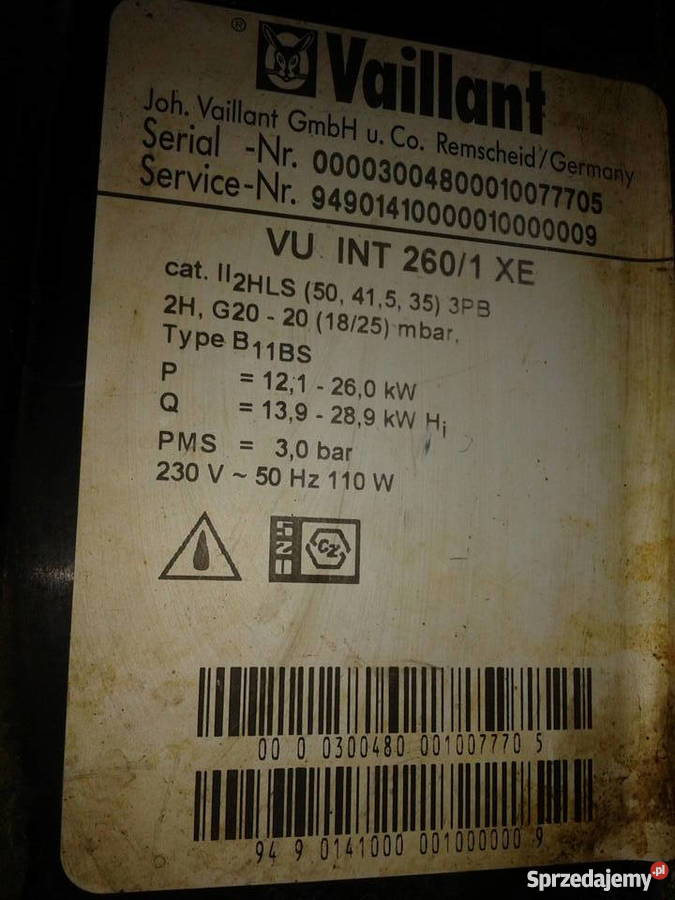 ® Vaillant
Joh. Vaillant GmbH u. Co. Remscheid/Germany
Serial -Nr. 00003004800010077705
Service-Nr. 94901410000010000009
VU INT 260/1 XE
cat. II2HLS (50, 41,5, 35) 3PB
2H, G20 - 20 (18/25) mbar,
Type B11BS
P = 12,1 - 26,0 kW
Q = 13,9 - 28,9 kW Hi
PMS = 3,0 bar
230 V ~ 50 Hz 110 W
CZ
00 0 0300480 001007770 5
94 9 0141000 001000000 9
Sprzedajemy.pl